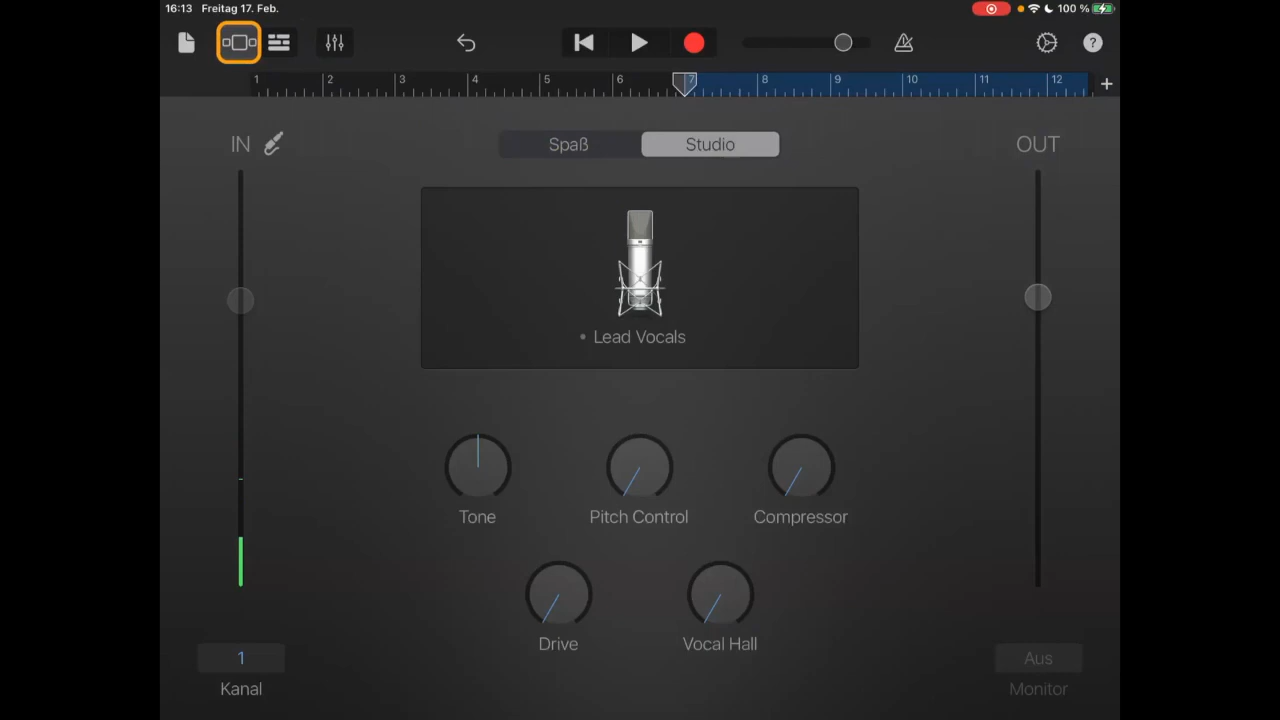 16:13 Freitag 17. Feb.
100 %
1 2 3 4 5 6 7 8 9 10 11 12
IN
Spaß Studio
OUT
Lead Vocals
Tone Pitch Control Compressor
Drive Vocal Hall
1
Kanal
Aus
Monitor